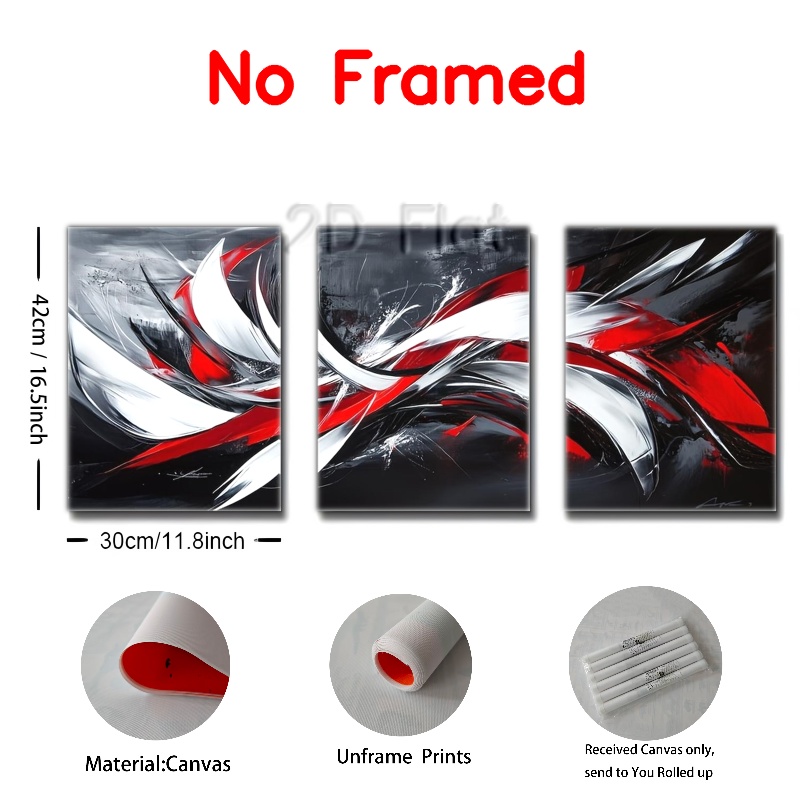 No Framed
2D Flat
42cm / 16.5inch
30cm/11.8inch
Material:Canvas
Unframe Prints
Received Canvas only,
send to You Rolled up